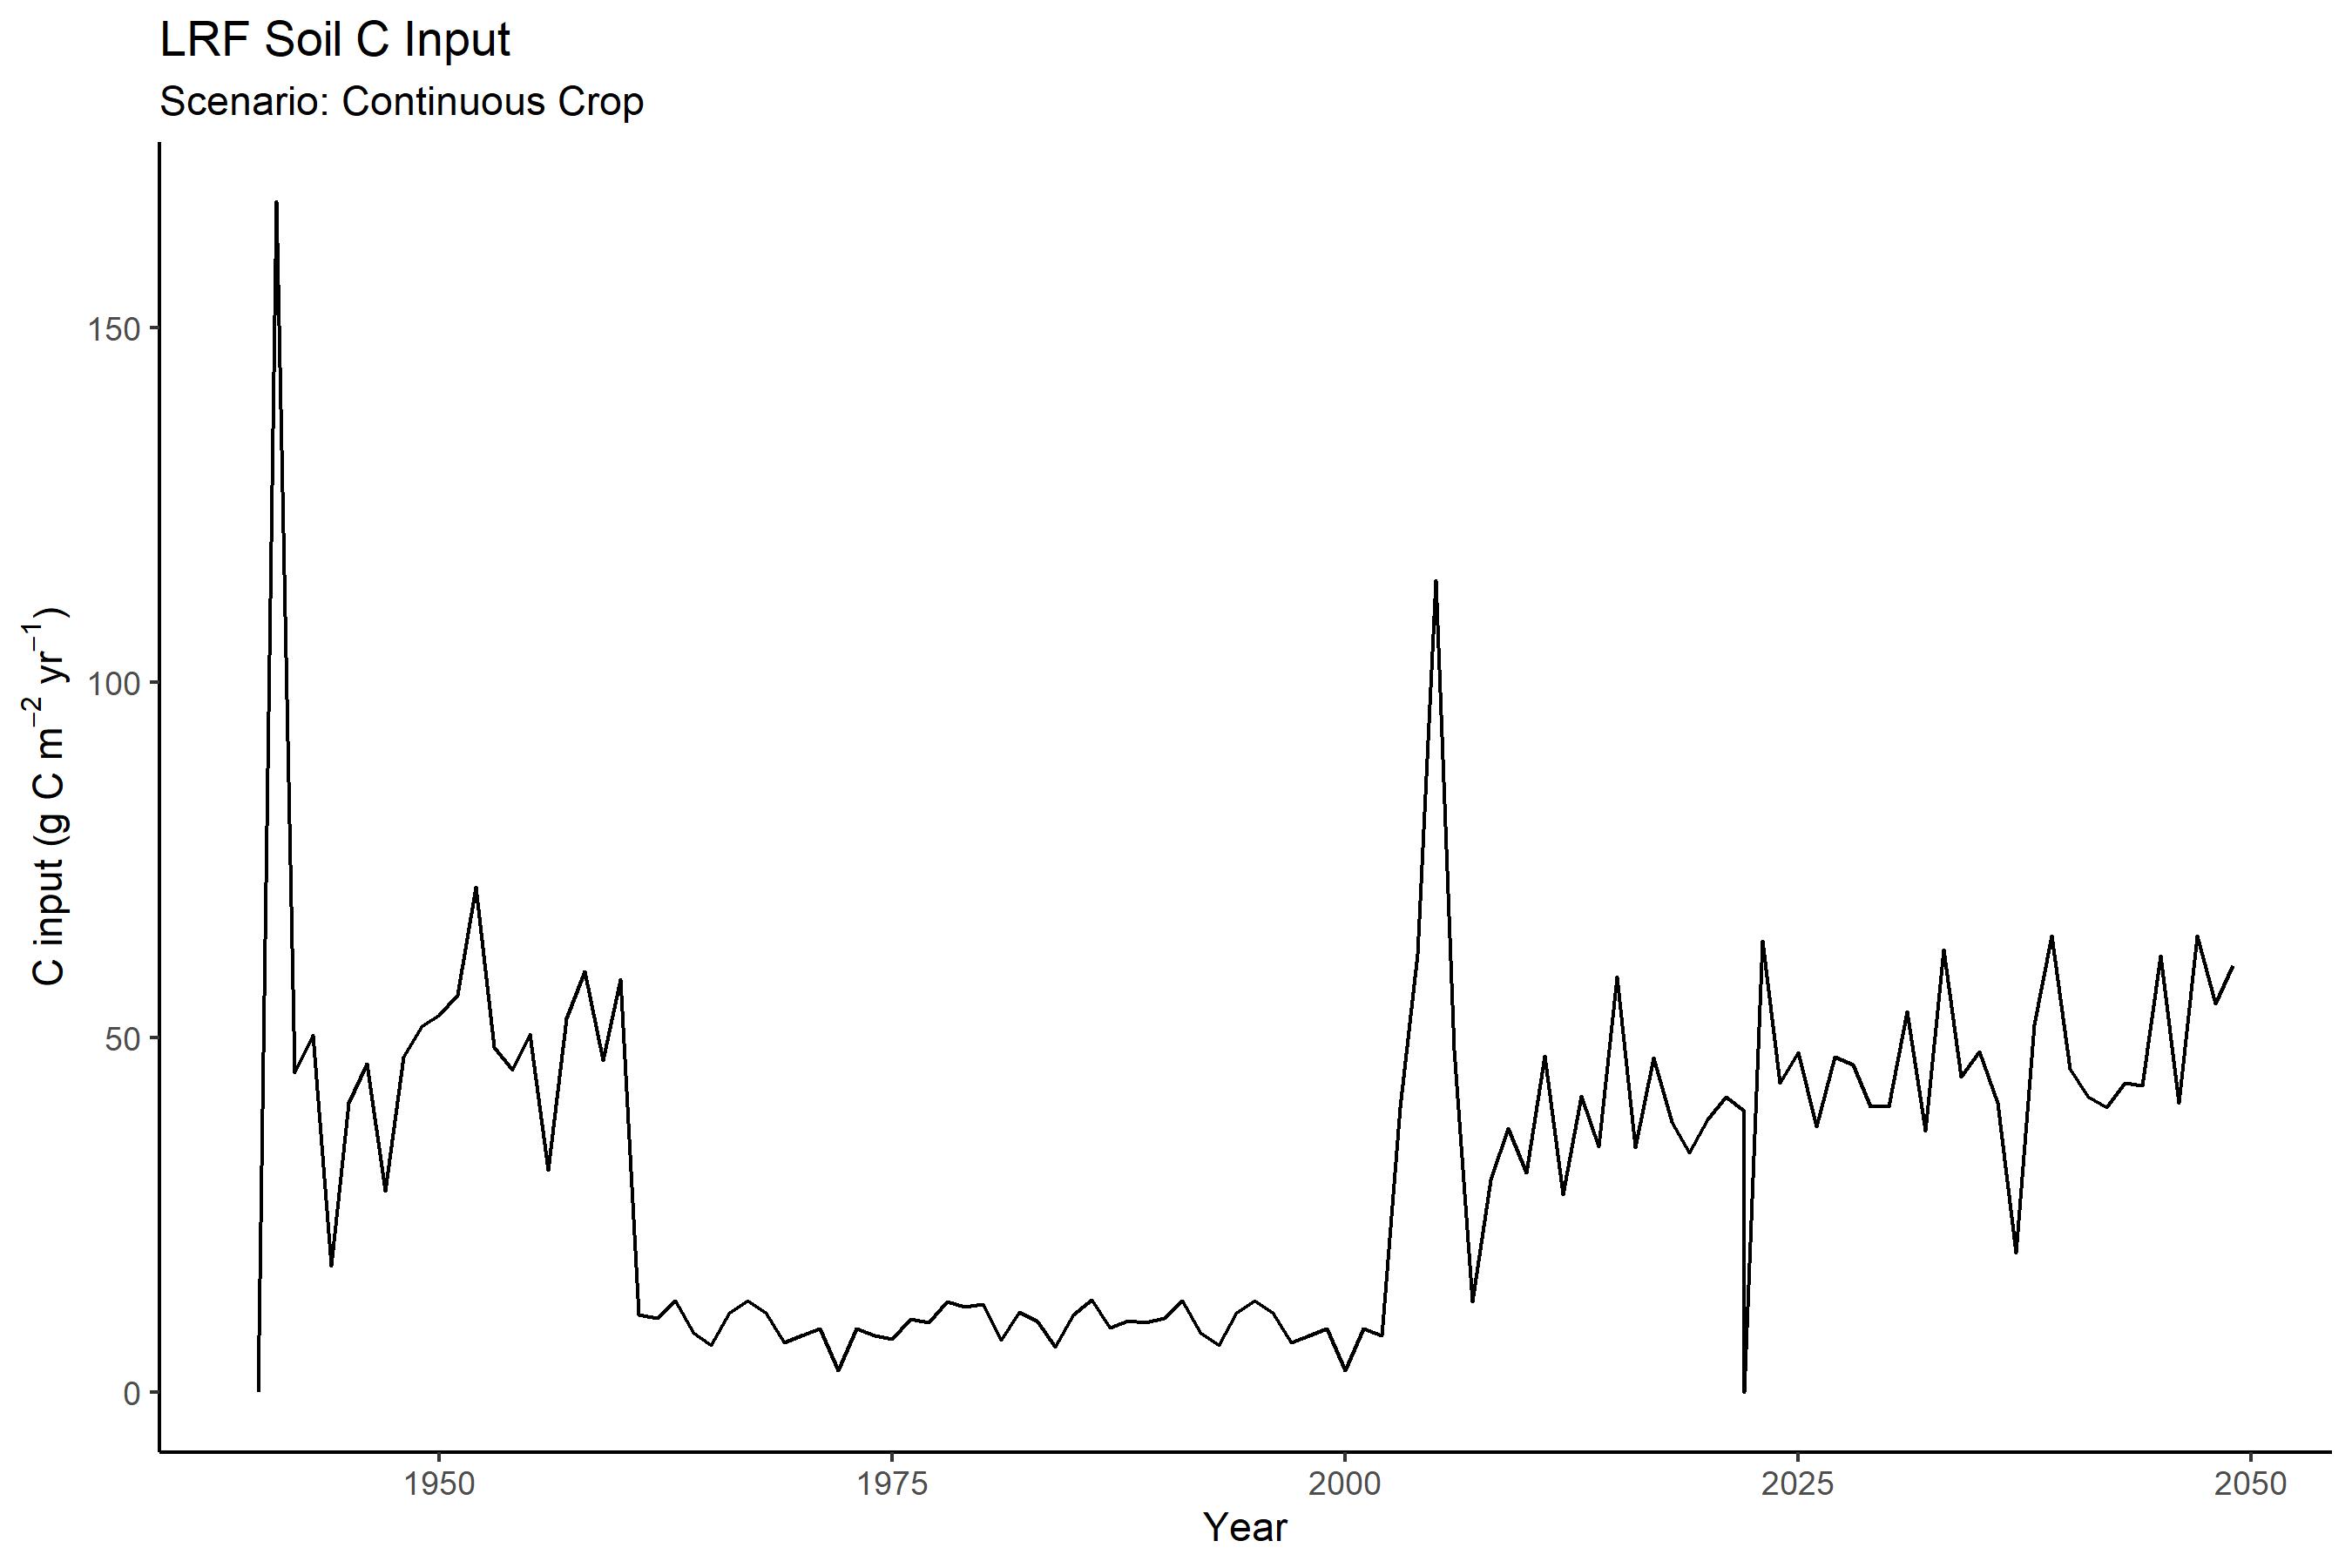 LRF Soil C Input
Scenario: Continuous Crop
C input (g C m⁻² yr⁻¹)
150
100
50
0
1950 1975 2000 2025 2050
Year